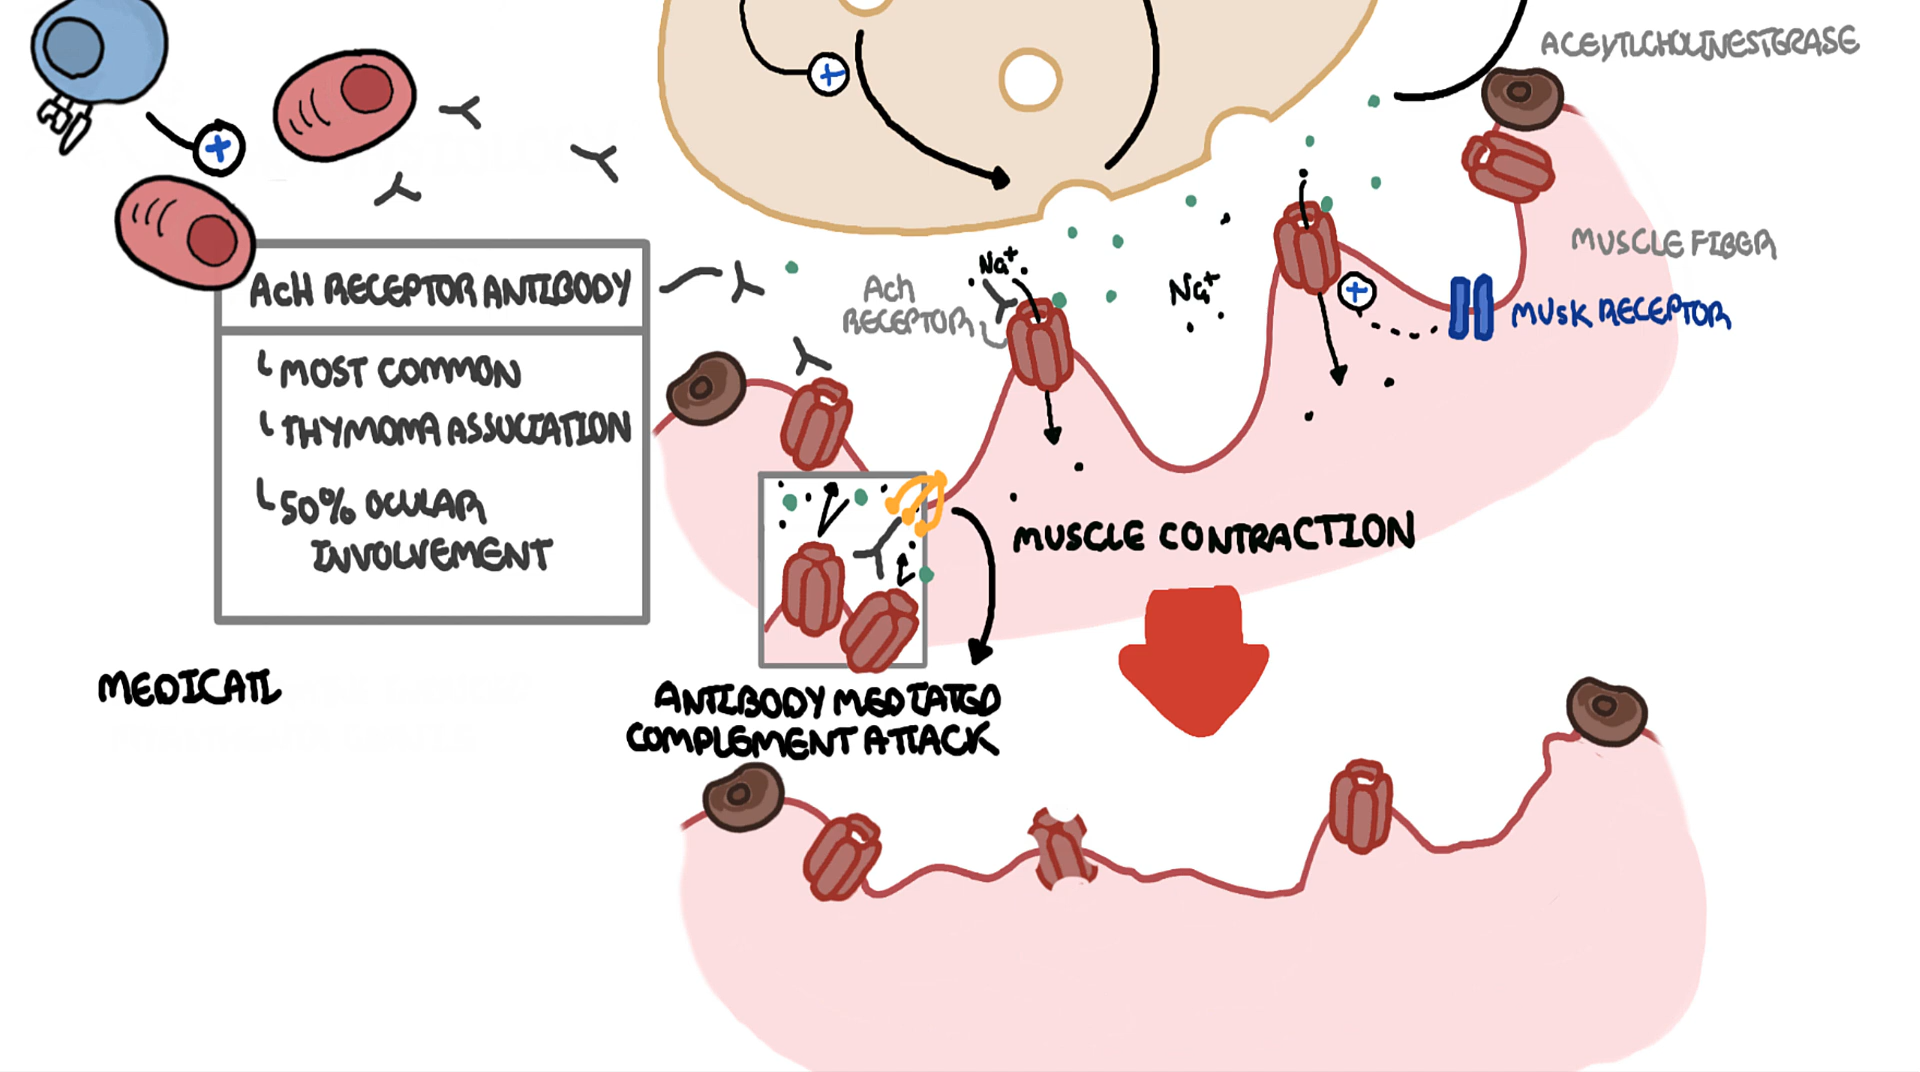 ACEYTLCHOLINESTERASE
MUSCLE FIBER
MUSK RECEPTOR
Na+
Na+
Ach
RECEPTOR
ACH RECEPTOR ANTIBODY
MOST COMMON
THYMOMA ASSOCIATION
50% OCULAR
INVOLVEMENT
MUSCLE CONTRACTION
MEDICATI
ANTIBODY MEDIATED
COMPLEMENT ATTACK